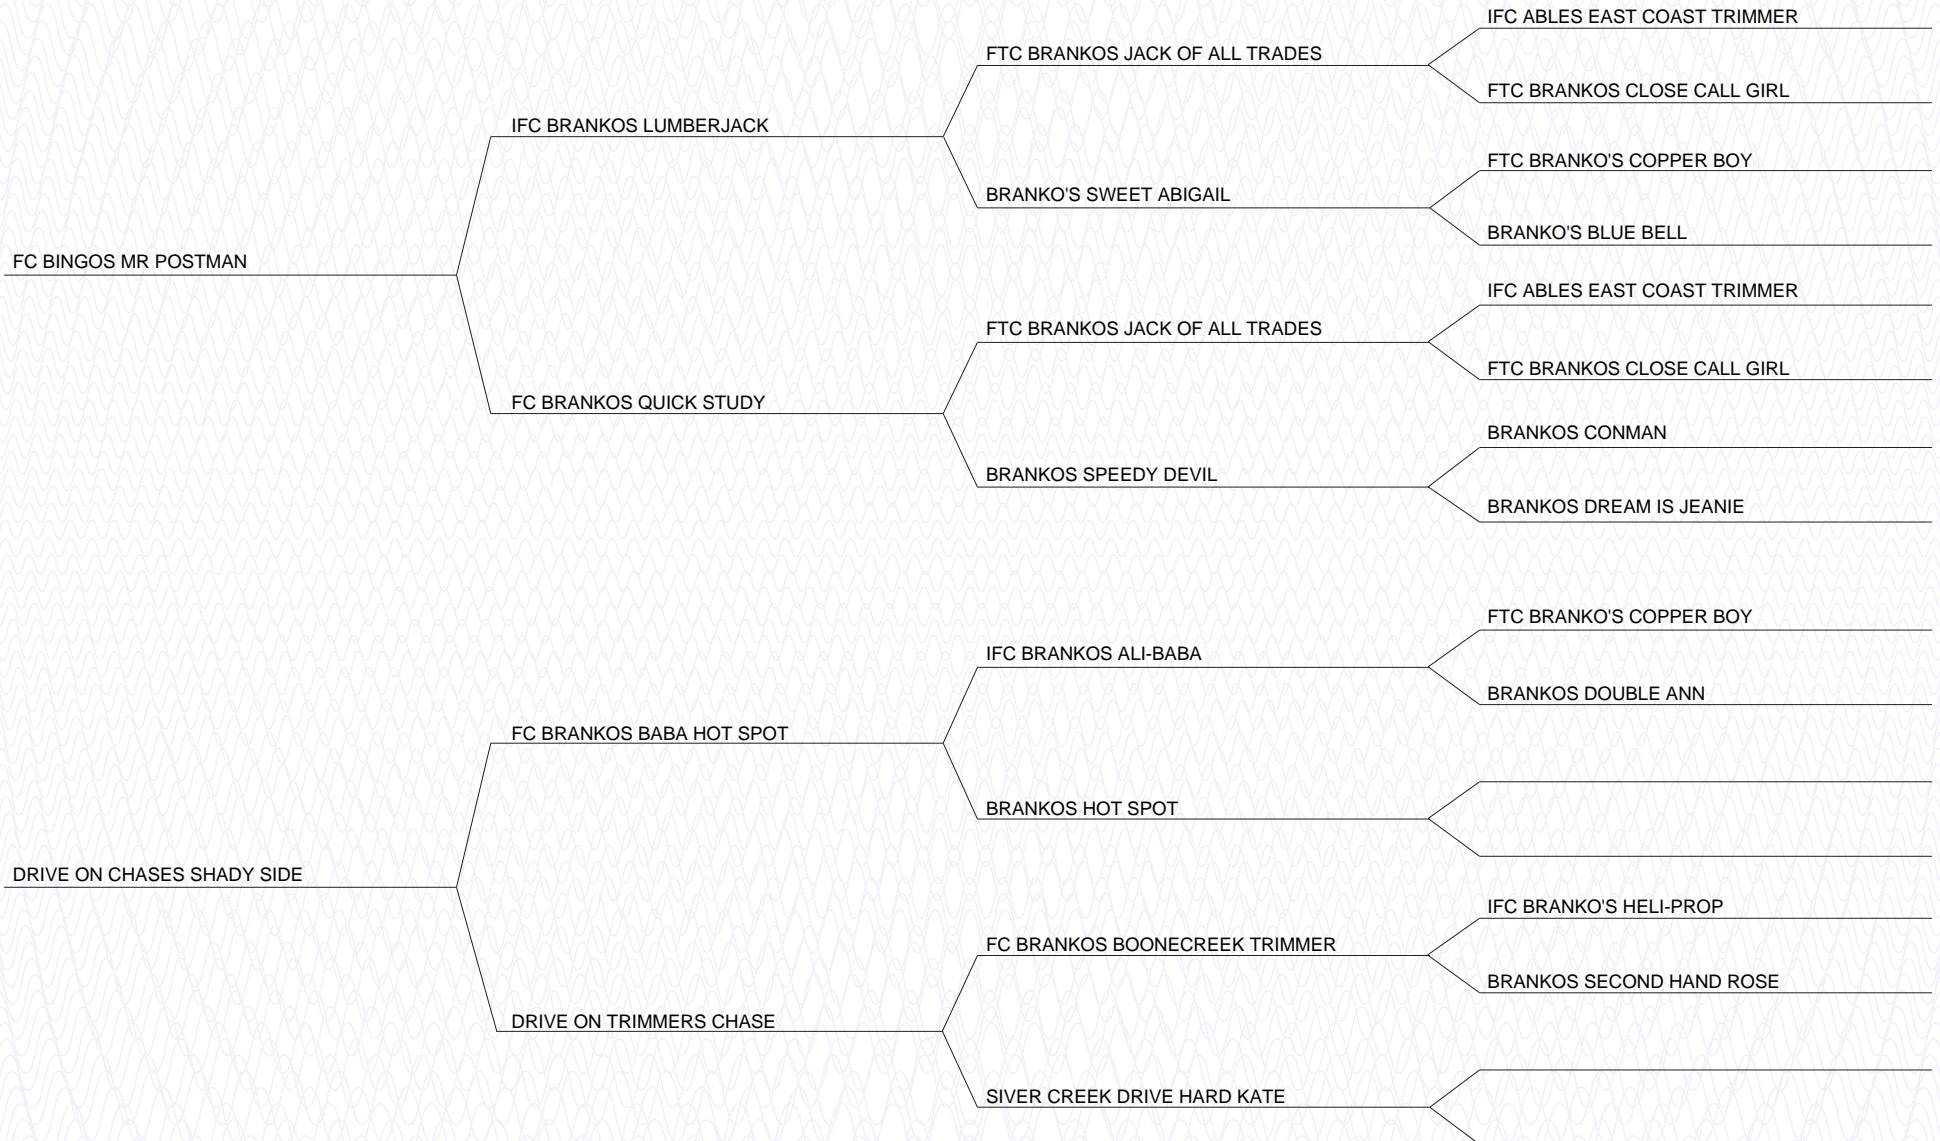 IFC ABLES EAST COAST TRIMMER
FTC BRANKOS JACK OF ALL TRADES
FTC BRANKOS CLOSE CALL GIRL
IFC BRANKOS LUMBERJACK
FTC BRANKO'S COPPER BOY
BRANKO'S SWEET ABIGAIL
BRANKO'S BLUE BELL
FC BINGOS MR POSTMAN
IFC ABLES EAST COAST TRIMMER
FTC BRANKOS JACK OF ALL TRADES
FTC BRANKOS CLOSE CALL GIRL
FC BRANKOS QUICK STUDY
BRANKOS CONMAN
BRANKOS SPEEDY DEVIL
BRANKOS DREAM IS JEANIE
FTC BRANKO'S COPPER BOY
IFC BRANKOS ALI-BABA
BRANKOS DOUBLE ANN
FC BRANKOS BABA HOT SPOT
BRANKOS HOT SPOT
DRIVE ON CHASES SHADY SIDE
IFC BRANKO'S HELI-PROP
FC BRANKOS BOONECREEK TRIMMER
BRANKOS SECOND HAND ROSE
DRIVE ON TRIMMERS CHASE
SIVER CREEK DRIVE HARD KATE